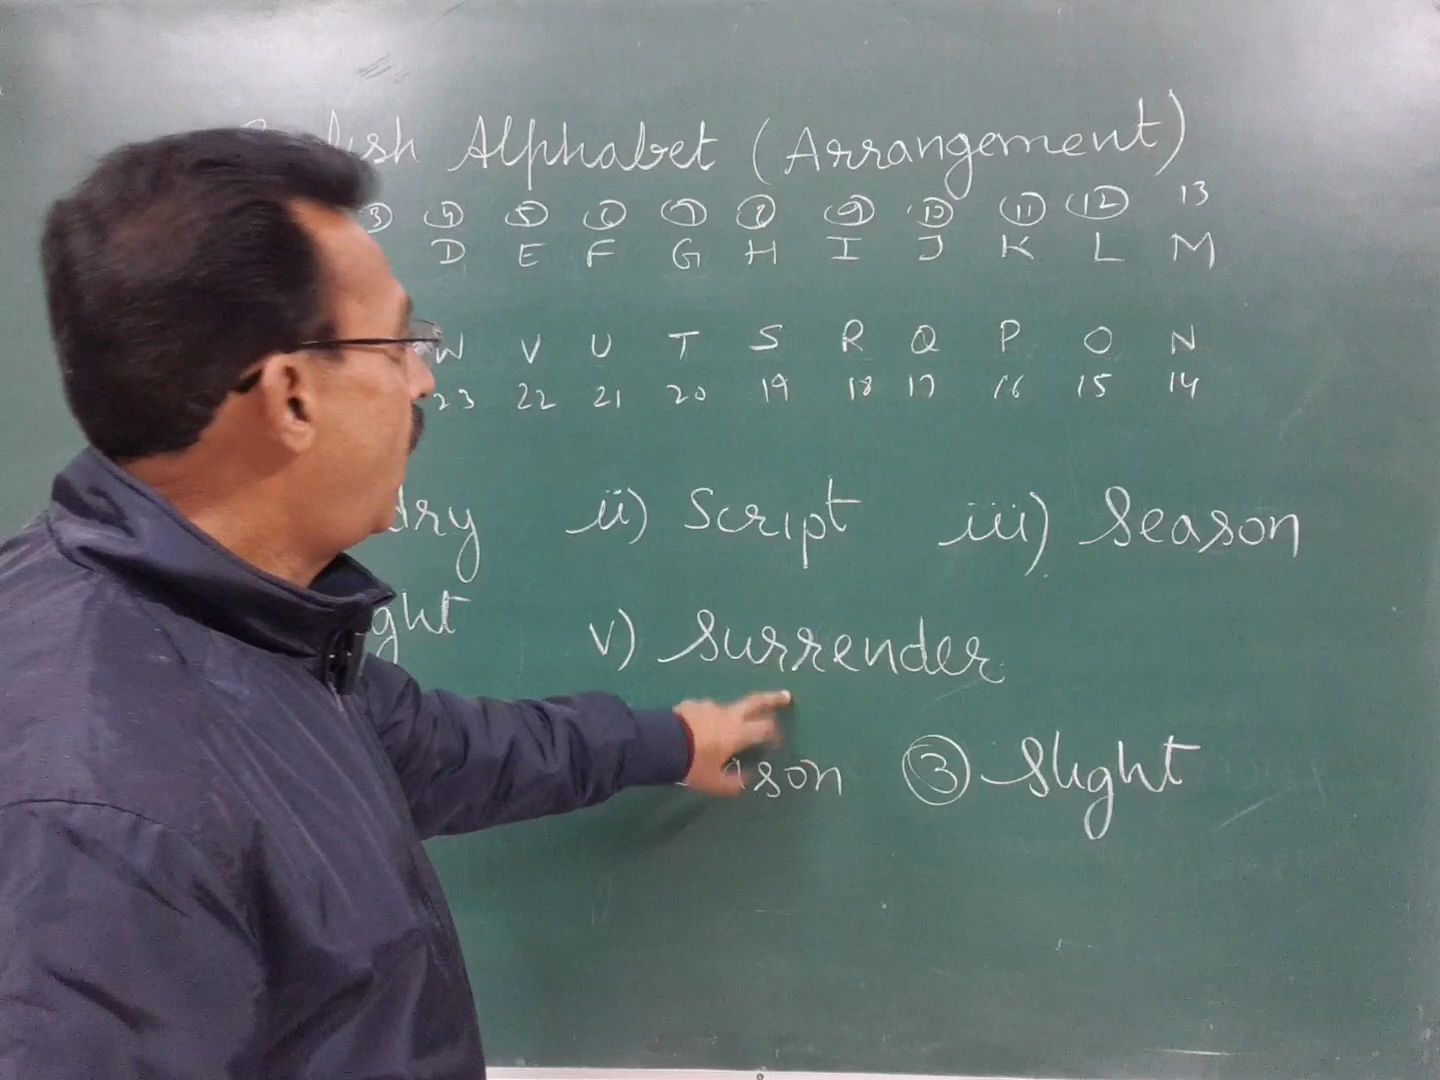 Alphabet (Arrangement)
3 4 5 6 7 8 9 10 11 12 13
D E F G H I J K L M
W V U T S R Q P O N
23 22 21 20 19 18 17 16 15 14
dry ii) Script iii) Season
ght v) Surrender
ason 3 Slight